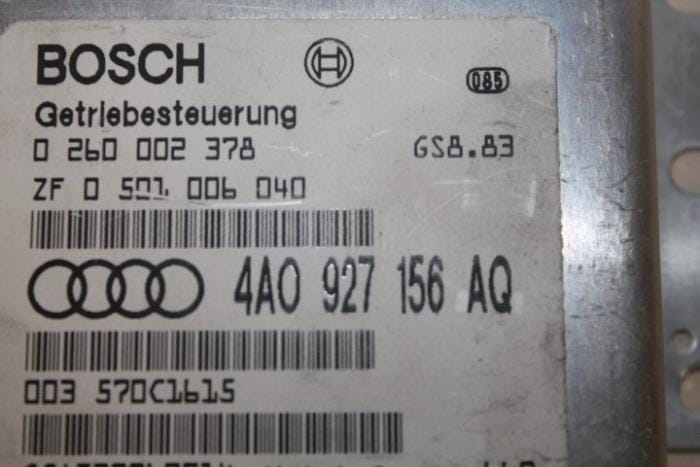 BOSCH
085
Getriebesteuerung
0 260 002 378 GS8.83
ZF 0 501 006 040
4A0 927 156 AQ
003 570C1615